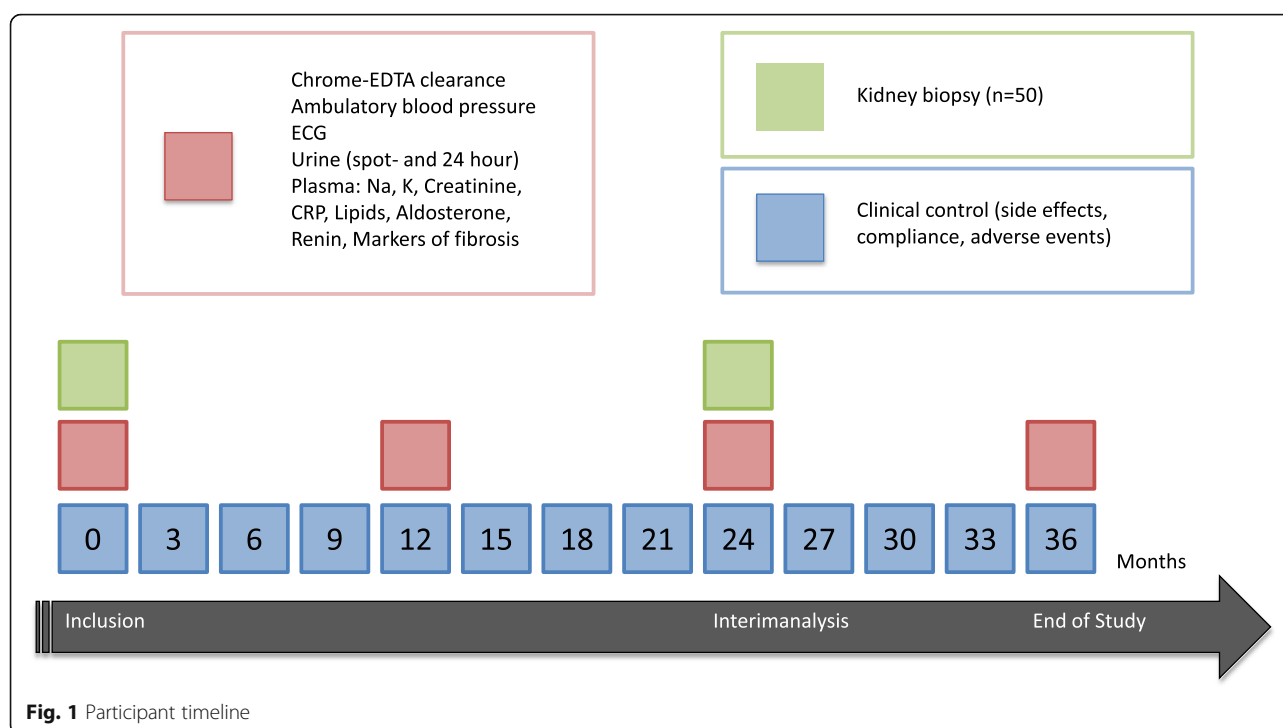 Chrome-EDTA clearance
Ambulatory blood pressure
ECG
Urine (spot- and 24 hour)
Plasma: Na, K, Creatinine,
CRP, Lipids, Aldosterone,
Renin, Markers of fibrosis
Kidney biopsy (n=50)
Clinical control (side effects,
compliance, adverse events)
0 3 6 9 12 15 18 21 24 27 30 33 36 Months
Inclusion Interimanalysis End of Study
Fig. 1 Participant timeline